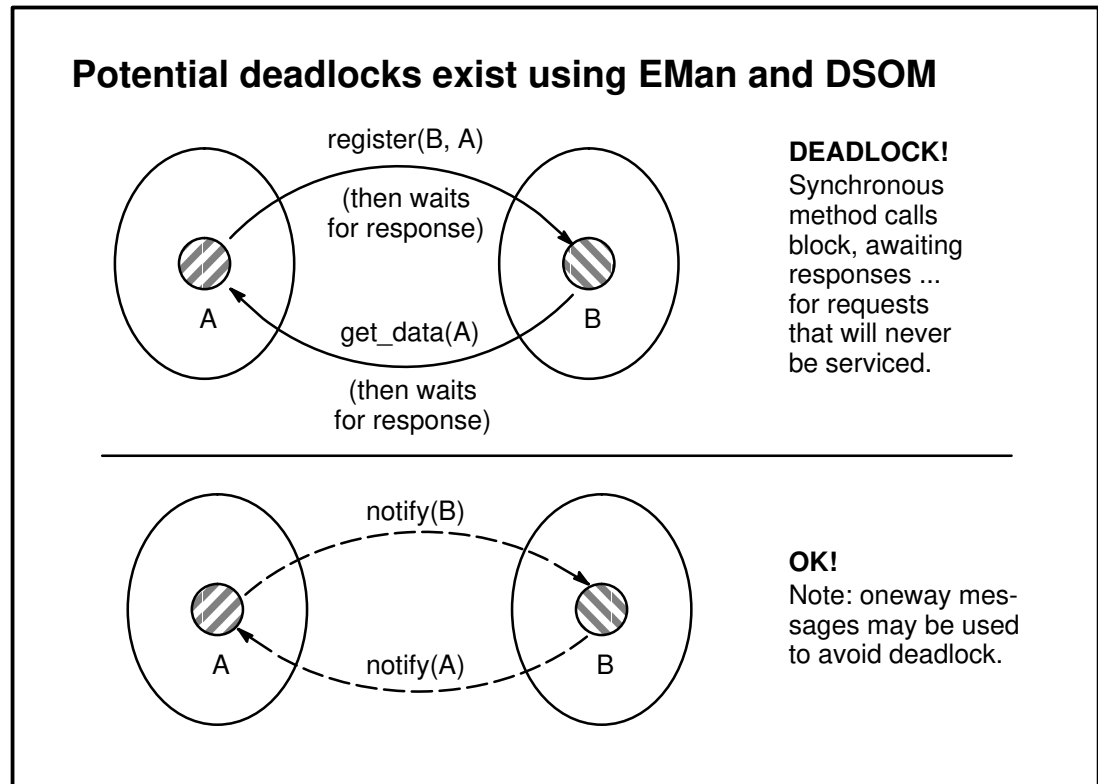 Potential deadlocks exist using EMan and DSOM
register(B, A)
(then waits
for response)
A
B
get_data(A)
(then waits
for response)
DEADLOCK!
Synchronous
method calls
block, awaiting
responses ...
for requests
that will never
be serviced.
notify(B)
A
B
notify(A)
OK!
Note: oneway mes-
sages may be used
to avoid deadlock.